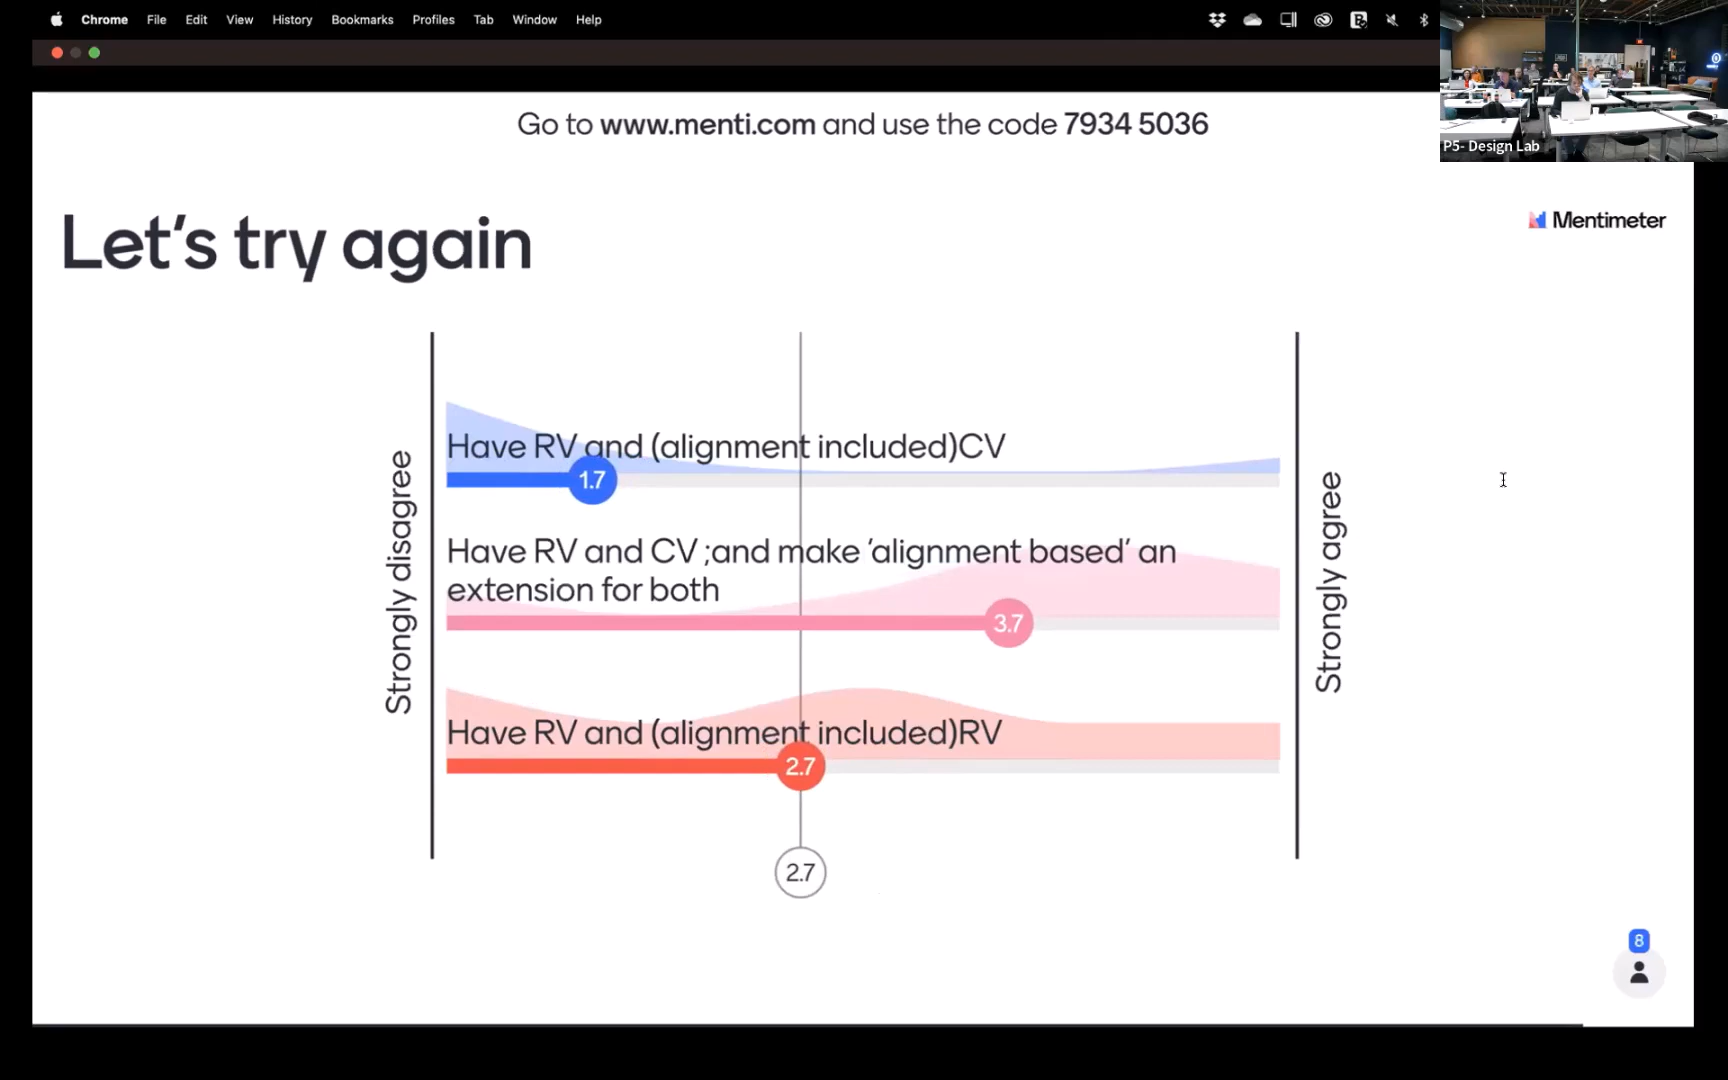 Chrome File Edit View History Bookmarks Profiles Tab Window Help
P5- Design Lab
Go to www.menti.com and use the code 7934 5036
Mentimeter
Let's try again
Strongly disagree
Have RV and (alignment included)CV
1.7
Have RV and CV ;and make ‘alignment based’ an
extension for both
3.7
Have RV and (alignment included)RV
2.7
2.7
Strongly agree
8